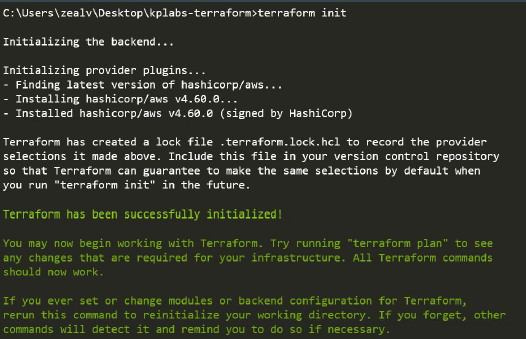 C:\Users\zealv\Desktop\kplabs-terraform>terraform init
Initializing the backend...
Initializing provider plugins...
- Finding latest version of hashicorp/aws...
- Installing hashicorp/aws v4.60.0...
- Installed hashicorp/aws v4.60.0 (signed by HashiCorp)
Terraform has created a lock file .terraform.lock.hcl to record the provider
selections it made above. Include this file in your version control repository
so that Terraform can guarantee to make the same selections by default when
you run "terraform init" in the future.
Terraform has been successfully initialized!
You may now begin working with Terraform. Try running "terraform plan" to see
any changes that are required for your infrastructure. All Terraform commands
should now work.
If you ever set or change modules or backend configuration for Terraform,
rerun this command to reinitialize your working directory. If you forget, other
commands will detect it and remind you to do so if necessary.